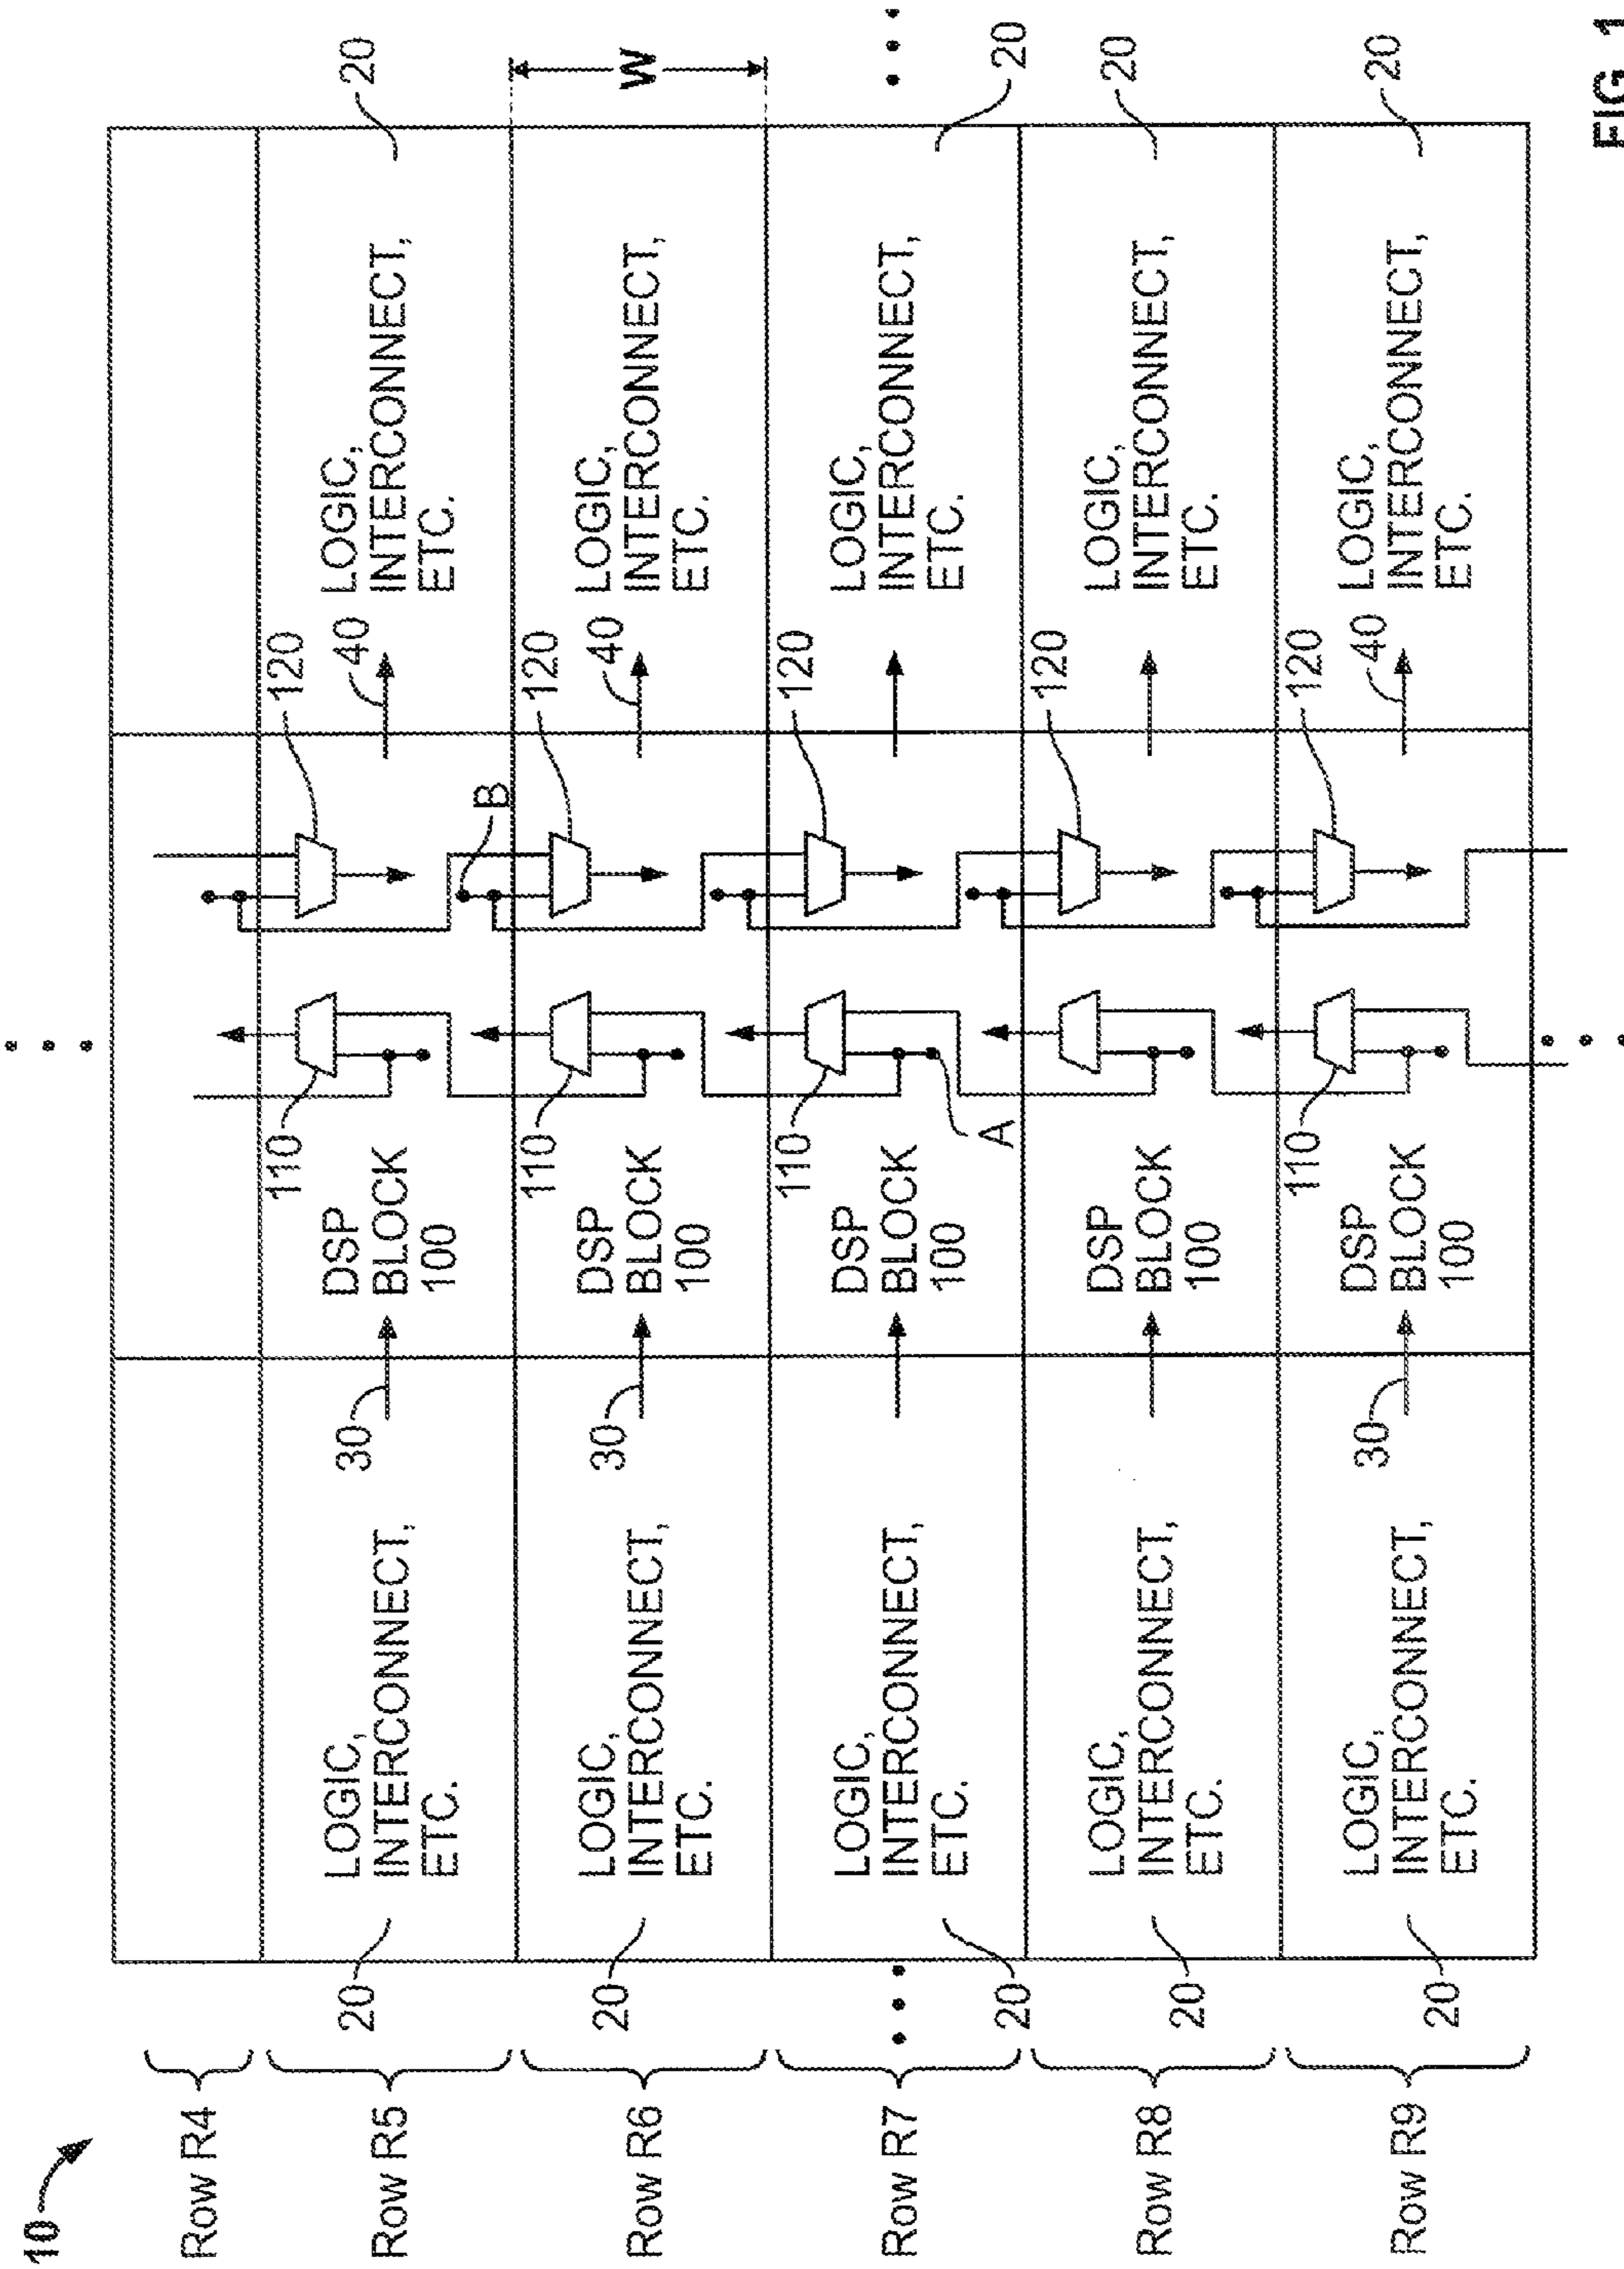 10
Row R4
Row R5
20
LOGIC,
INTERCONNECT,
ETC.
30
DSP
BLOCK
100
110
120
B
40
LOGIC,
INTERCONNECT,
ETC.
20
Row R6
20
LOGIC,
INTERCONNECT,
ETC.
30
DSP
BLOCK
100
110
120
40
LOGIC,
INTERCONNECT,
ETC.
W
20
Row R7
20
LOGIC,
INTERCONNECT,
ETC.
DSP
BLOCK
100
110
A
120
LOGIC,
INTERCONNECT,
ETC.
20
Row R8
20
LOGIC,
INTERCONNECT,
ETC.
DSP
BLOCK
100
120
LOGIC,
INTERCONNECT,
ETC.
Row R9
20
LOGIC,
INTERCONNECT,
ETC.
30
DSP
BLOCK
100
110
120
40
LOGIC,
INTERCONNECT,
ETC.
20
FIG. 1